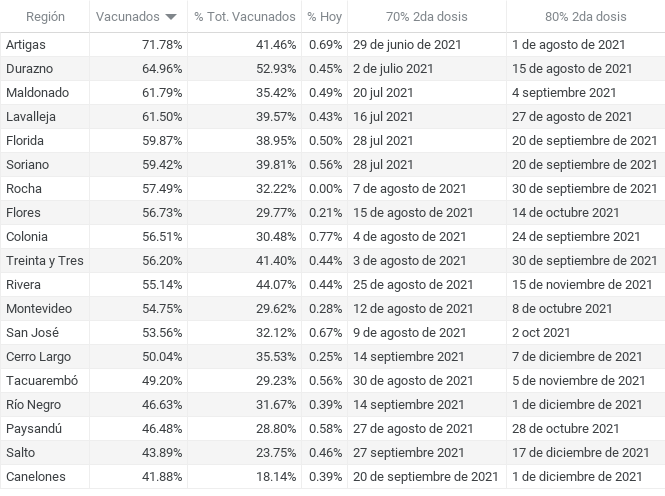 Región Vacunados % Tot. Vacunados % Hoy 70% 2da dosis 80% 2da dosis
Artigas 71.78% 41.46% 0.69% 29 de junio de 2021 1 de agosto de 2021
Durazno 64.96% 52.93% 0.45% 2 de julio de 2021 15 de agosto de 2021
Maldonado 61.79% 35.42% 0.49% 20 jul 2021 4 septiembre 2021
Lavalleja 61.50% 39.57% 0.43% 16 jul 2021 27 de agosto de 2021
Florida 59.87% 38.95% 0.50% 28 jul 2021 20 de septiembre de 2021
Soriano 59.42% 39.81% 0.56% 28 jul 2021 20 de septiembre de 2021
Rocha 57.49% 32.22% 0.00% 7 de agosto de 2021 30 de septiembre de 2021
Flores 56.73% 29.77% 0.21% 15 de agosto de 2021 14 de octubre 2021
Colonia 56.51% 30.48% 0.77% 4 de agosto de 2021 24 de septiembre 2021
Treinta y Tres 56.20% 41.40% 0.44% 3 de agosto de 2021 30 de septiembre de 2021
Rivera 55.14% 44.07% 0.44% 25 de agosto de 2021 15 de noviembre de 2021
Montevideo 54.75% 29.62% 0.28% 12 de agosto de 2021 8 de octubre 2021
San José 53.56% 32.12% 0.67% 9 de agosto de 2021 2 oct 2021
Cerro Largo 50.04% 35.53% 0.25% 14 septiembre 2021 7 de diciembre de 2021
Tacuarembó 49.20% 29.23% 0.56% 30 de agosto de 2021 5 de noviembre de 2021
Río Negro 46.63% 31.67% 0.39% 14 septiembre 2021 1 de diciembre de 2021
Paysandú 46.48% 28.80% 0.58% 27 de agosto de 2021 28 de octubre 2021
Salto 43.89% 23.75% 0.46% 27 septiembre 2021 17 de diciembre de 2021
Canelones 41.88% 18.14% 0.39% 20 de septiembre de 2021 1 de diciembre de 2021